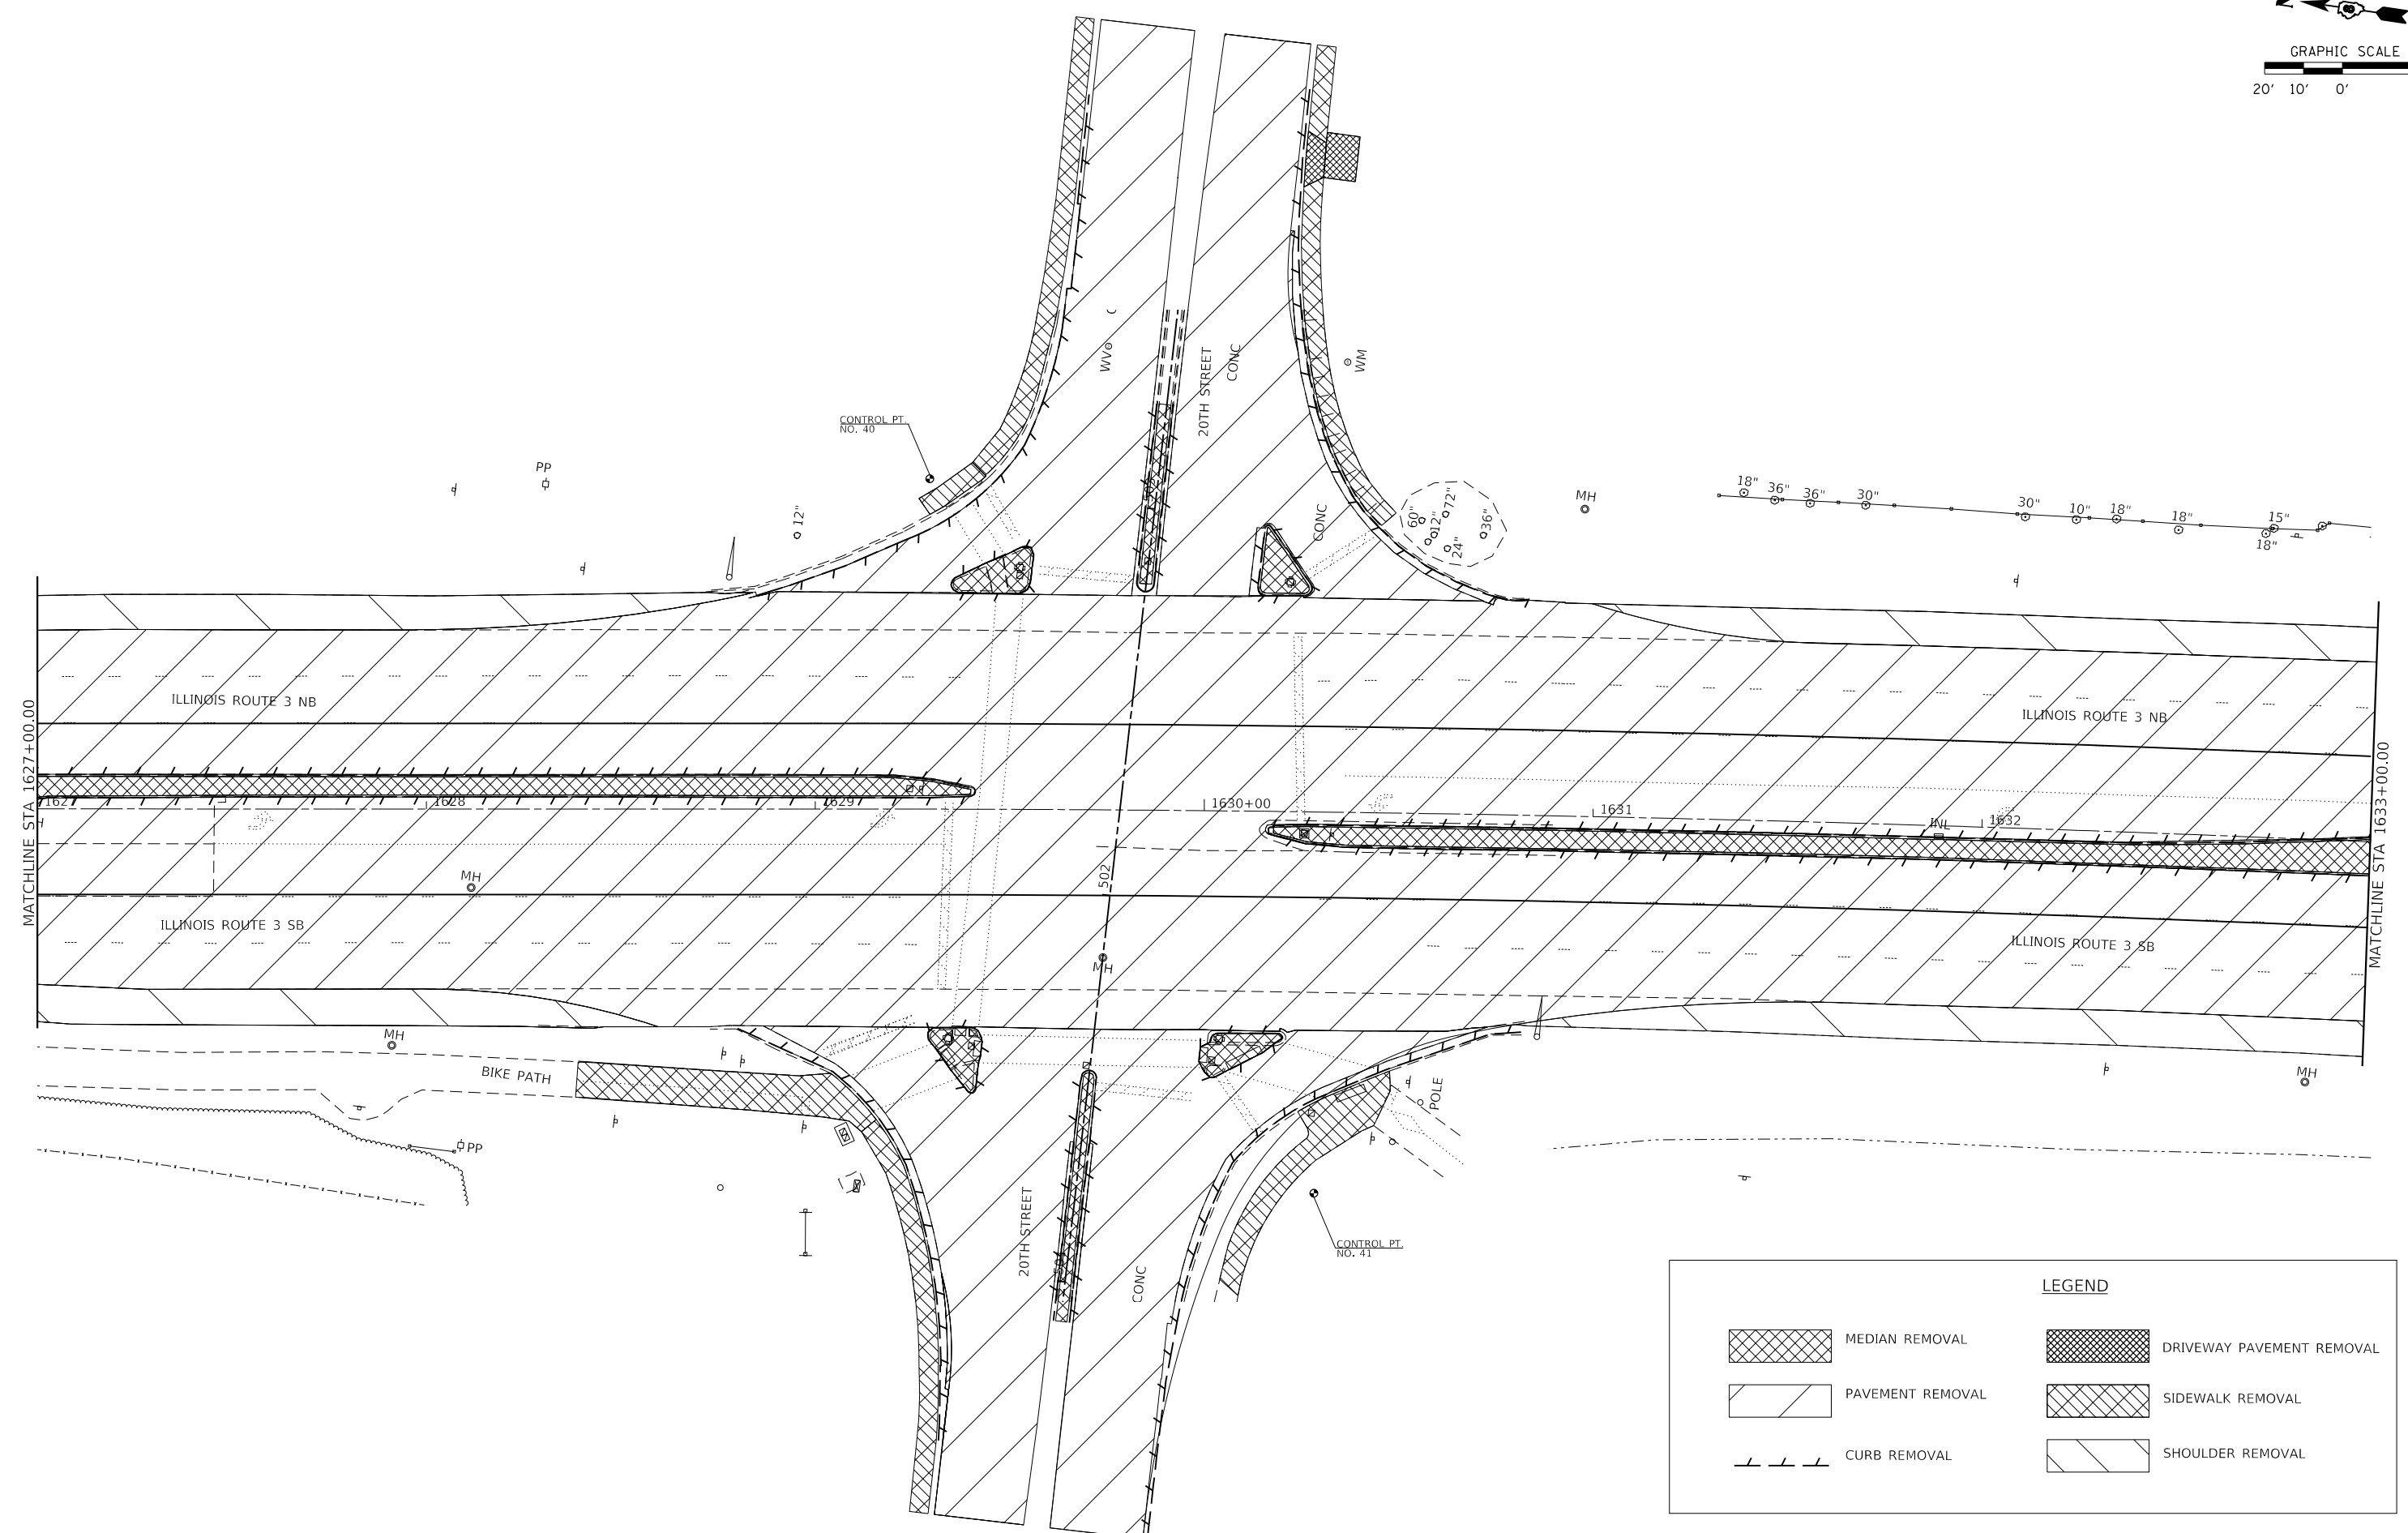 GRAPHIC SCALE
20' 10' 0'
WV
C
20TH STREET
CONC
WM
CONTROL PT.
NO. 40
PP
12"
CONC
60"
12"
72"
24"
36"
MH
18"
36"
36"
30"
30"
10"
18"
18"
15"
18"
MATCHLINE STA 1627+00.00
ILLINOIS ROUTE 3 NB
ILLINOIS ROUTE 3 NB
1627
1628
1629
1630+00
1631
INL
1632
MATCHLINE STA 1633+00.00
MH
502
ILLINOIS ROUTE 3 SB
ILLINOIS ROUTE 3 SB
MH
MH
BIKE PATH
MH
POLE
PP
20TH STREET
CONC
CONTROL PT.
NO. 41
LEGEND
MEDIAN REMOVAL
DRIVEWAY PAVEMENT REMOVAL
PAVEMENT REMOVAL
SIDEWALK REMOVAL
CURB REMOVAL
SHOULDER REMOVAL